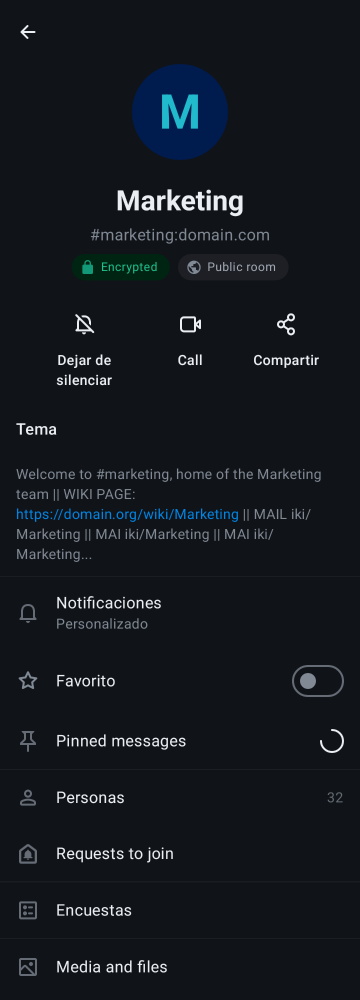 M
Marketing
#marketing:domain.com
Encrypted
Public room
Dejar de
silenciar
Call
Compartir
Tema
Welcome to #marketing, home of the Marketing
team || WIKI PAGE:
https://domain.org/wiki/Marketing || MAIL iki/
Marketing || MAI iki/Marketing || MAI iki/
Marketing...
Notificaciones
Personalizado
Favorito
Pinned messages
Personas 32
Requests to join
Encuestas
Media and files